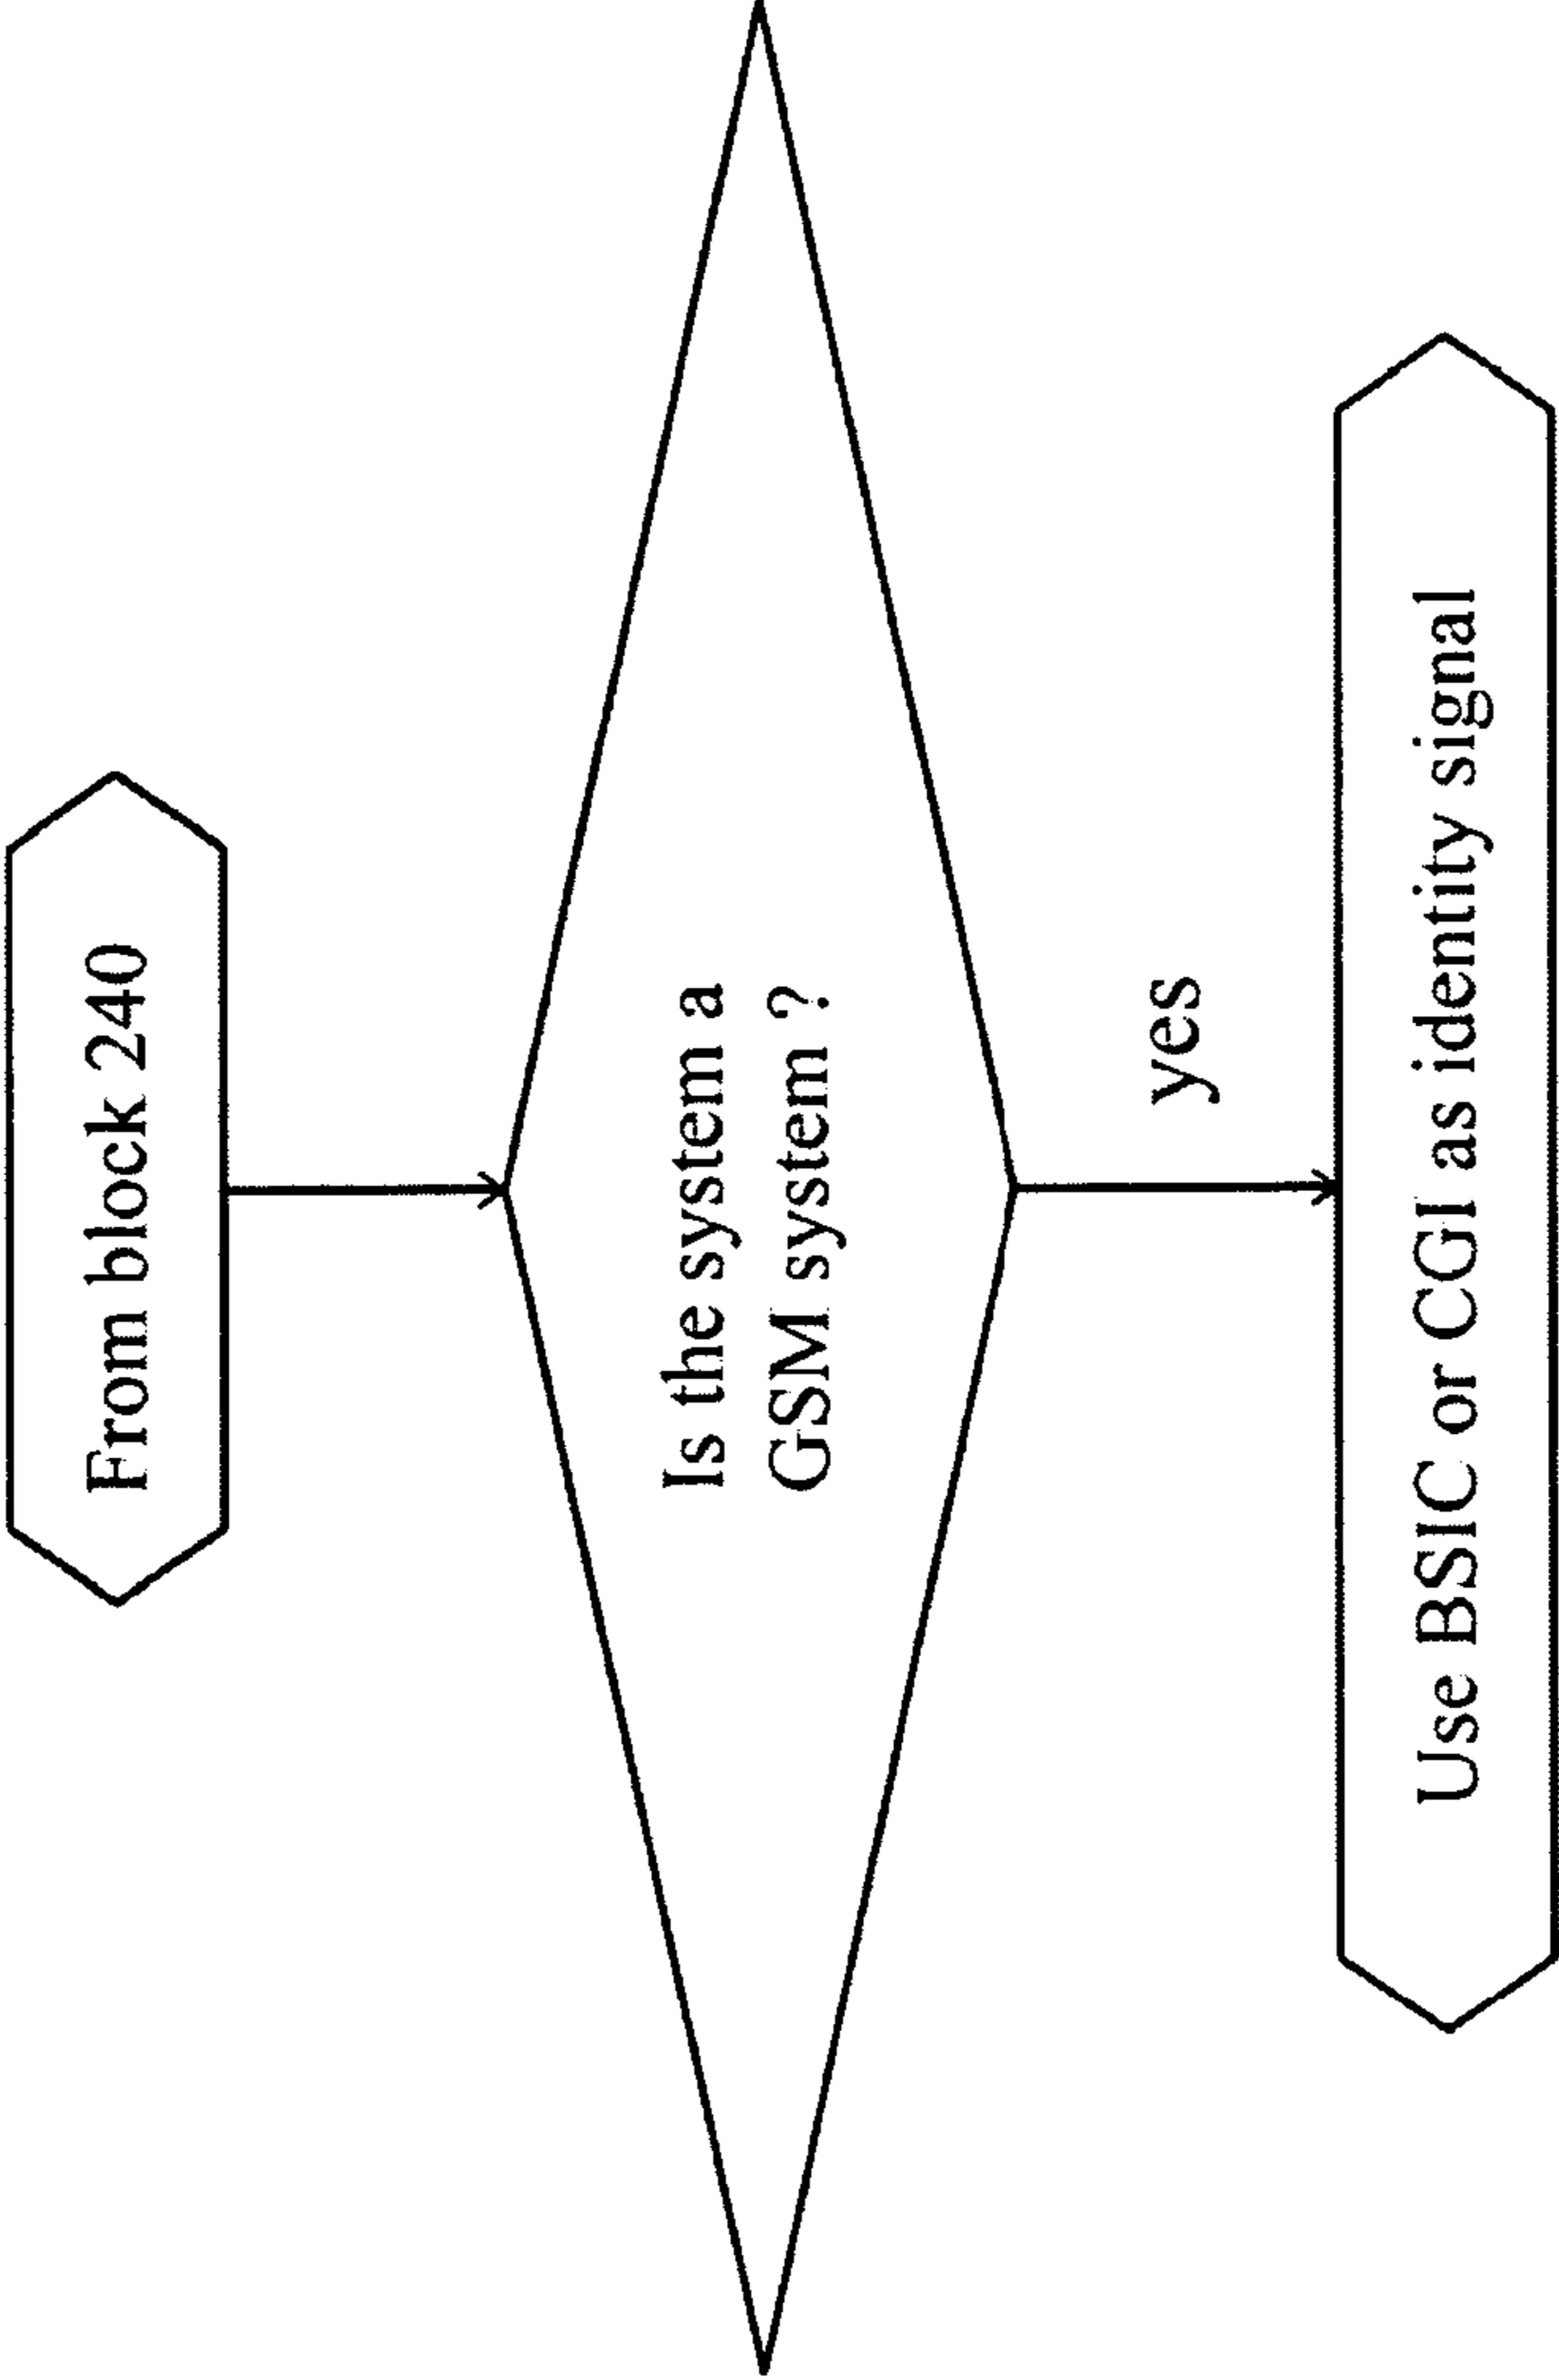 From block 240
Is the system a
GSM system ?
yes
Use BSIC or CGI as identity signal